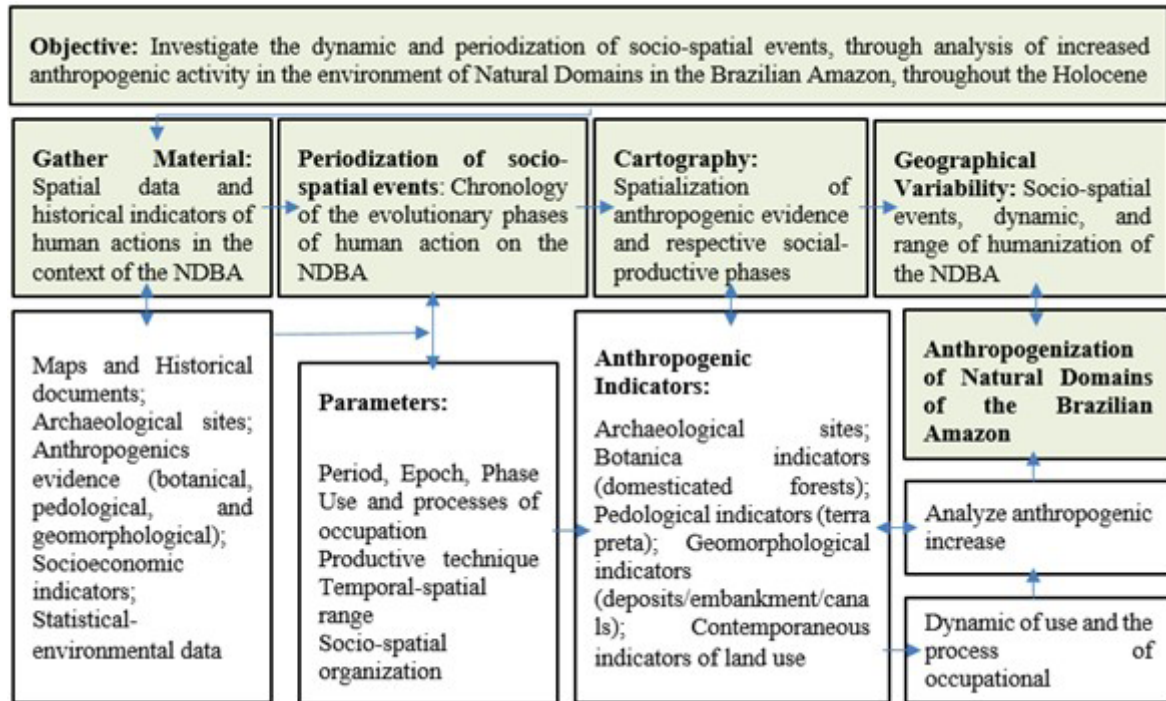 Objective: Investigate the dynamic and periodization of socio-spatial events, through analysis of increased
anthropogenic activity in the environment of Natural Domains in the Brazilian Amazon, throughout the Holocene
Gather Material:
Spatial data and
historical indicators of
human actions in the
context of the NDBA
Periodization of socio-
spatial events: Chronology
of the evolutionary phases
of human action on the
NDBA
Cartography:
Spatialization of
anthropogenic evidence
and respective social-
productive phases
Geographical
Variability: Socio-spatial
events, dynamic, and
range of humanization of
the NDBA
Maps and Historical
documents;
Archaeological sites;
Anthropogenics
evidence (botanical,
pedological, and
geomorphological);
Socioeconomic
indicators;
Statistical-
environmental data
Parameters:
Period, Epoch, Phase
Use and processes of
occupation
Productive technique
Temporal-spatial
range
Socio-spatial
organization
Anthropogenic
Indicators:
Archaeological sites;
Botanica indicators
(domesticated forests);
Pedological indicators (terra
preta); Geomorphological
indicators
(deposits/embankment/cana
ls); Contemporaneous
indicators of land use
Anthropogenization
of Natural Domains
of the Brazilian
Amazon
Analyze anthropogenic
increase
Dynamic of use and the
process of
occupational